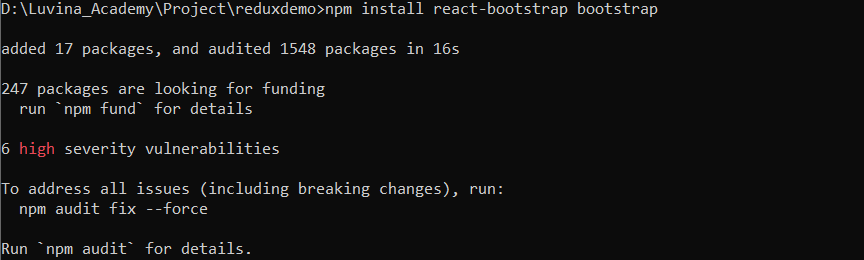 D:\Luvina_Academy\Project\reduxdemo>npm install react-bootstrap bootstrap
added 17 packages, and audited 1548 packages in 16s
247 packages are looking for funding
  run `npm fund` for details
6 high severity vulnerabilities
To address all issues (including breaking changes), run:
  npm audit fix --force
Run `npm audit` for details.